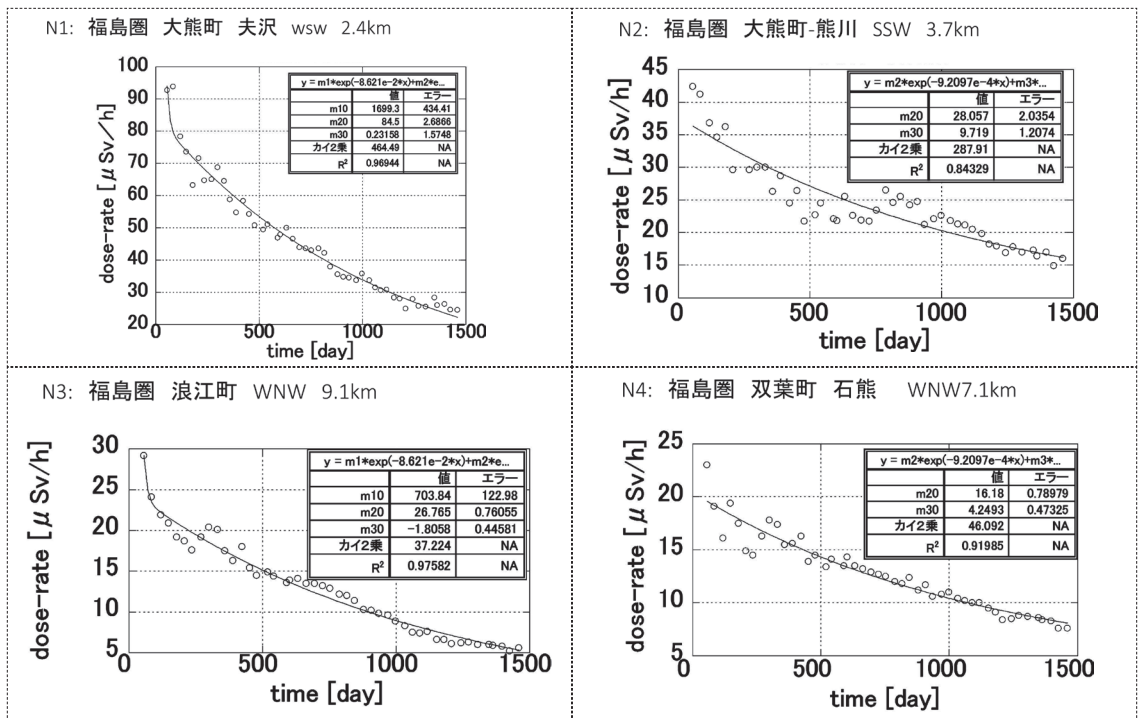 N1: 福島圏 大熊町 夫沢 wsw 2.4km
dose-rate [μSv/h]
100
90
80
70
60
50
40
30
20
y = m1*exp(-8.621e-2*x)+m2*e...
値 エラー
m10 1699.3 434.41
m20 84.5 2.6866
m30 0.23158 1.5748
カイ2乗 464.49 NA
R² 0.96944 NA
0 500 1000 1500
time [day]
N2: 福島圏 大熊町-熊川 SSW 3.7km
dose-rate [μSv/h]
45
40
35
30
25
20
15
10
y = m2*exp(-9.2097e-4*x)+m3*...
値 エラー
m20 28.057 2.0354
m30 9.719 1.2074
カイ2乗 287.91 NA
R² 0.84329 NA
0 500 1000 1500
time [day]
N3: 福島圏 浪江町 WNW 9.1km
dose-rate [μSv/h]
30
25
20
15
10
5
y = m1*exp(-8.621e-2*x)+m2*e...
値 エラー
m10 703.84 122.98
m20 26.765 0.76055
m30 -1.8058 0.44581
カイ2乗 37.224 NA
R² 0.97582 NA
0 500 1000 1500
time [day]
N4: 福島圏 双葉町 石熊 WNW7.1km
dose-rate [μSv/h]
25
20
15
10
5
y = m2*exp(-9.2097e-4*x)+m3*...
値 エラー
m20 16.18 0.78979
m30 4.2493 0.47325
カイ2乗 46.092 NA
R² 0.91985 NA
0 500 1000 1500
time [day]